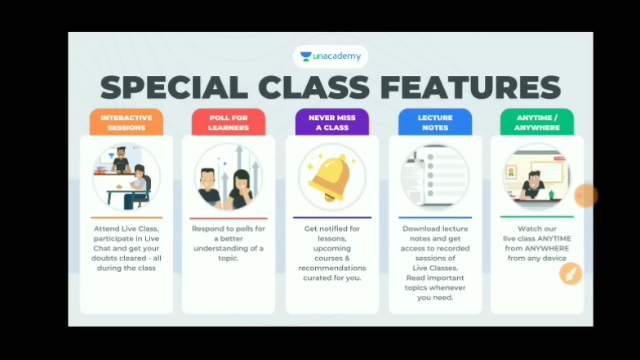 unacademy
SPECIAL CLASS FEATURES
INTERACTIVE
SESSIONS
Attend Live Class,
participate in Live
Chat and get your
doubts cleared - all
during the class
POLL FOR
LEARNERS
Respond to polls for
a better
understanding of a
topic.
NEVER MISS
A CLASS
Get notified for
lessons,
upcoming
courses &
recommendations
curated for you.
LECTURE
NOTES
Download lecture
notes and get
access to recorded
sessions of
Live Classes.
Read important
topics whenever
you need.
ANYTIME /
ANYWHERE
Watch our
live class ANYTIME
from ANYWHERE
from any device